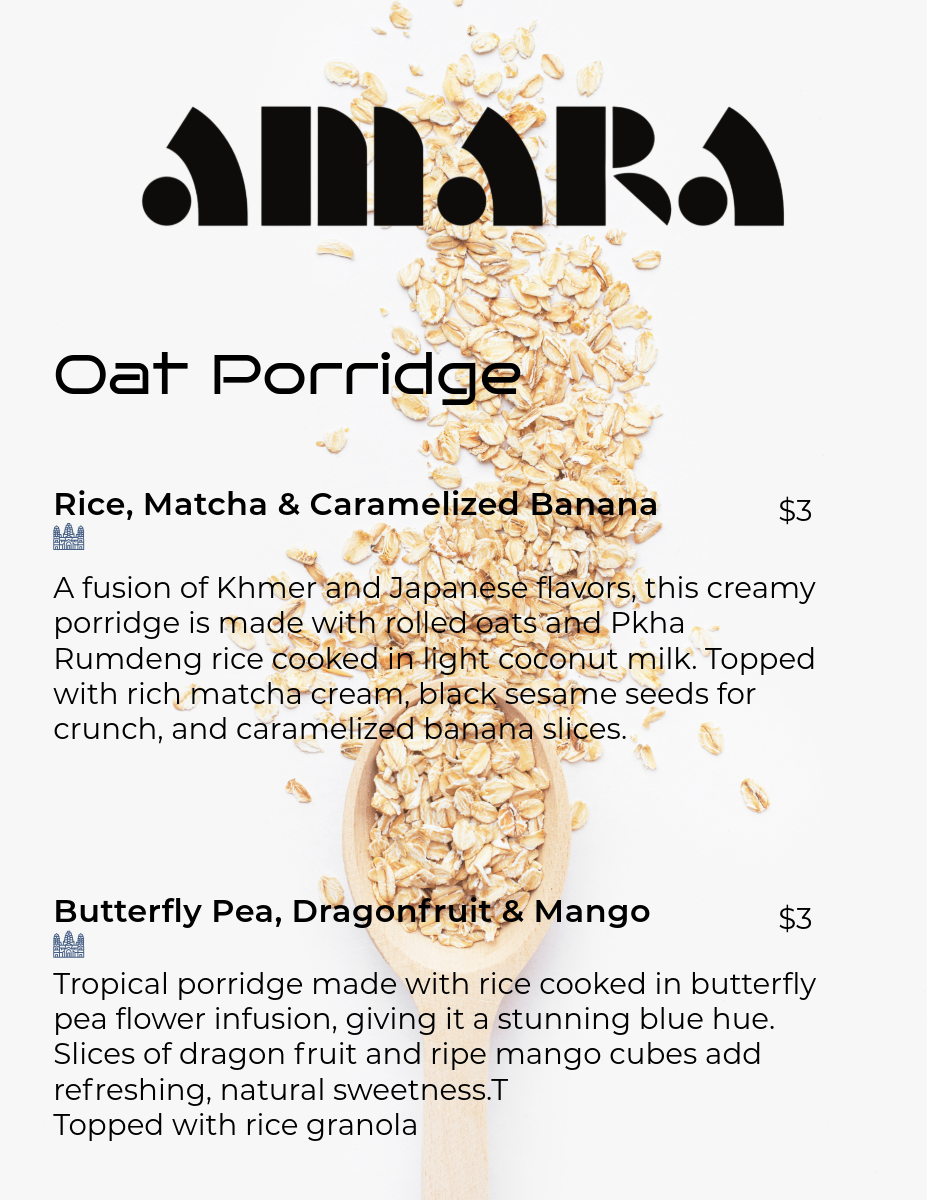 AMARA
Oat Porridge
Rice, Matcha & Caramelized Banana
$3
A fusion of Khmer and Japanese flavors, this creamy
porridge is made with rolled oats and Pkha
Rumdeng rice cooked in light coconut milk. Topped
with rich matcha cream, black sesame seeds for
crunch, and caramelized banana slices.
Butterfly Pea, Dragonfruit & Mango
$3
Tropical porridge made with rice cooked in butterfly
pea flower infusion, giving it a stunning blue hue.
Slices of dragon fruit and ripe mango cubes add
refreshing, natural sweetness.T
Topped with rice granola